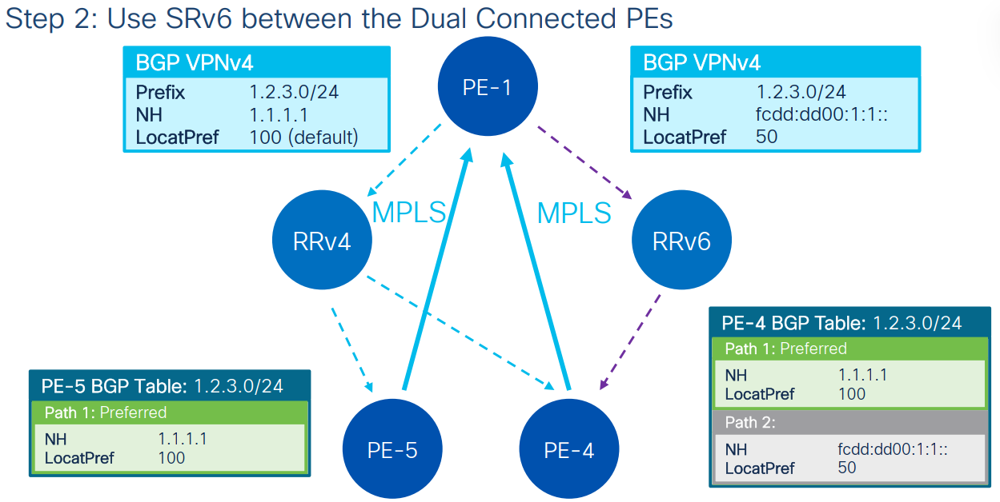 Step 2: Use SRv6 between the Dual Connected PEs
BGP VPNv4
Prefix 1.2.3.0/24
NH 1.1.1.1
LocatPref 100 (default)
PE-1
BGP VPNv4
Prefix 1.2.3.0/24
NH fcdd:dd00:1:1::
LocatPref 50
RRv4
MPLS
MPLS
RRv6
PE-5 BGP Table: 1.2.3.0/24
Path 1: Preferred
NH 1.1.1.1
LocatPref 100
PE-5
PE-4
PE-4 BGP Table: 1.2.3.0/24
Path 1: Preferred
NH 1.1.1.1
LocatPref 100
Path 2:
NH fcdd:dd00:1:1::
LocatPref 50